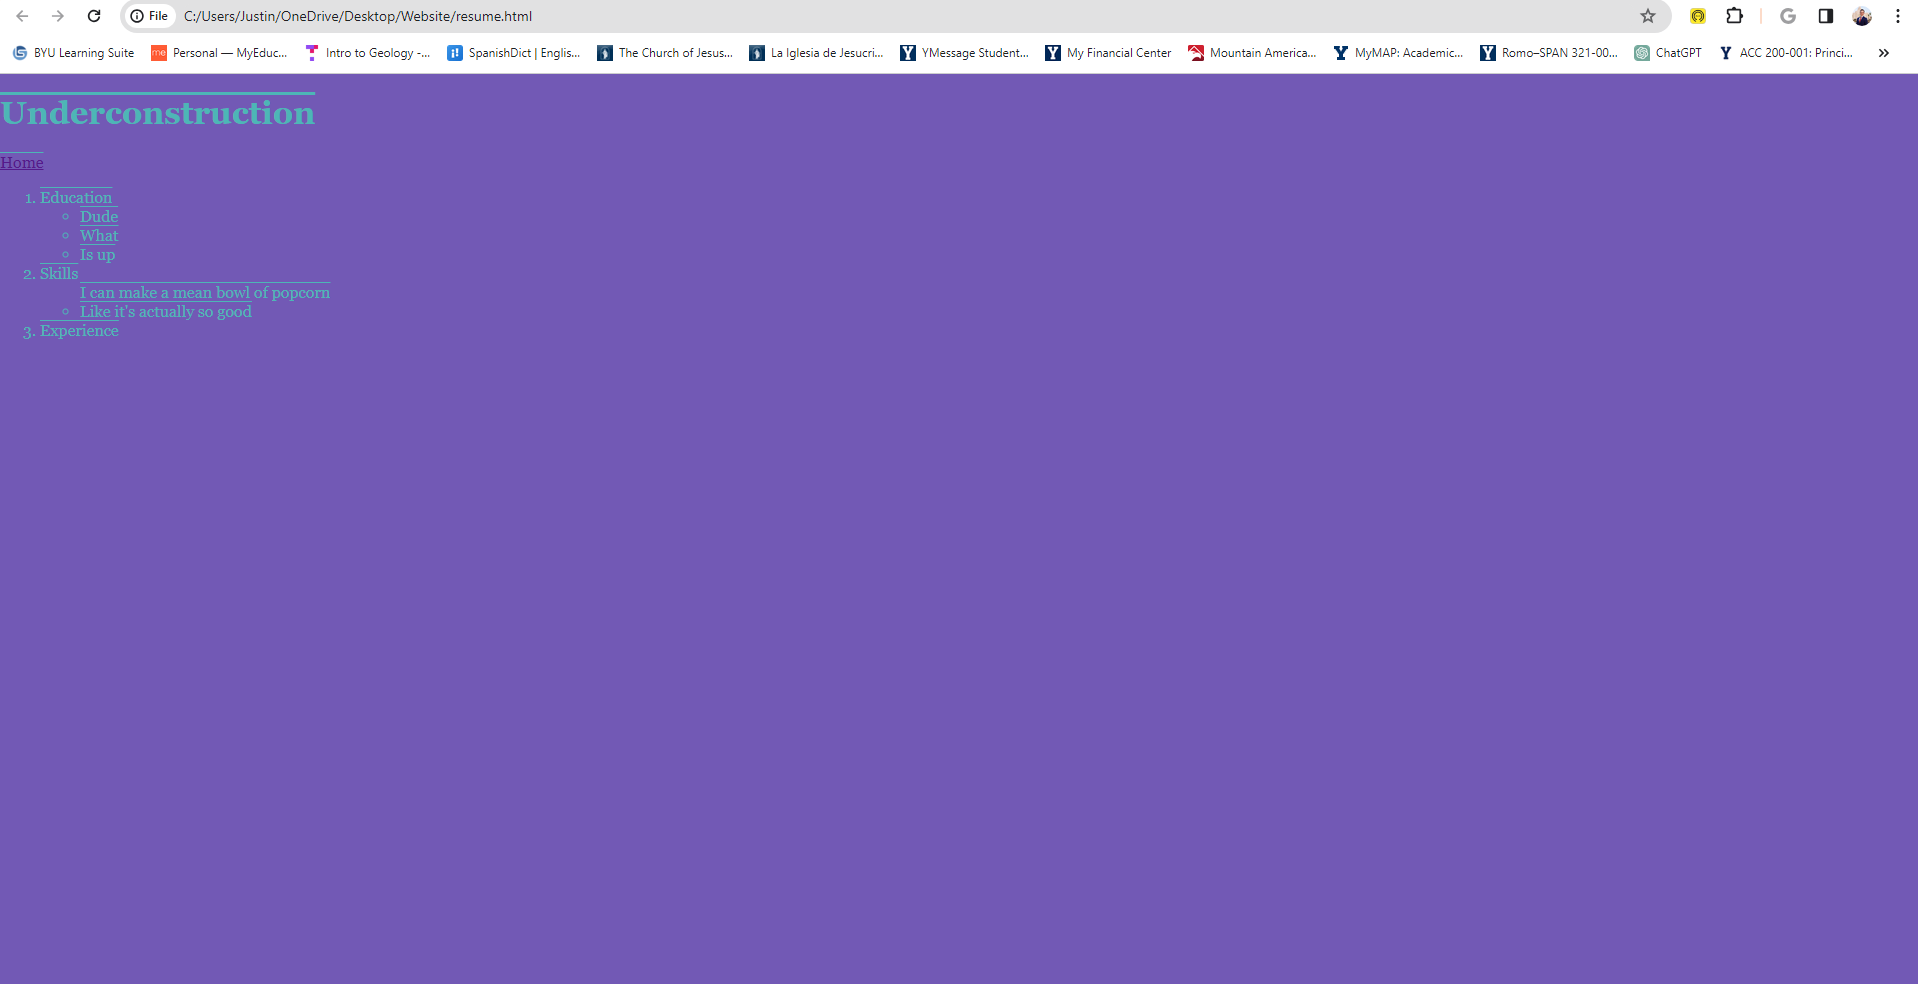 File C:/Users/Justin/OneDrive/Desktop/Website/resume.html
BYU Learning Suite Personal — MyEduc... Intro to Geology -... SpanishDict | Englis... The Church of Jesus... La Iglesia de Jesucri... YMessage Student... My Financial Center Mountain America... MyMAP: Academic... Romo–SPAN 321-00... ChatGPT ACC 200-001: Princi...
Underconstruction
Home
1. Education
Dude
What
Is up
2. Skills
I can make a mean bowl of popcorn
Like it's actually so good
3. Experience